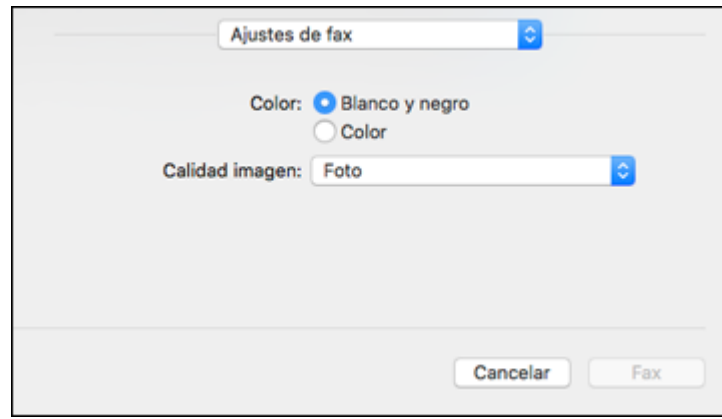 Ajustes de fax
Color: Blanco y negro
Color
Calidad imagen: Foto
Cancelar Fax